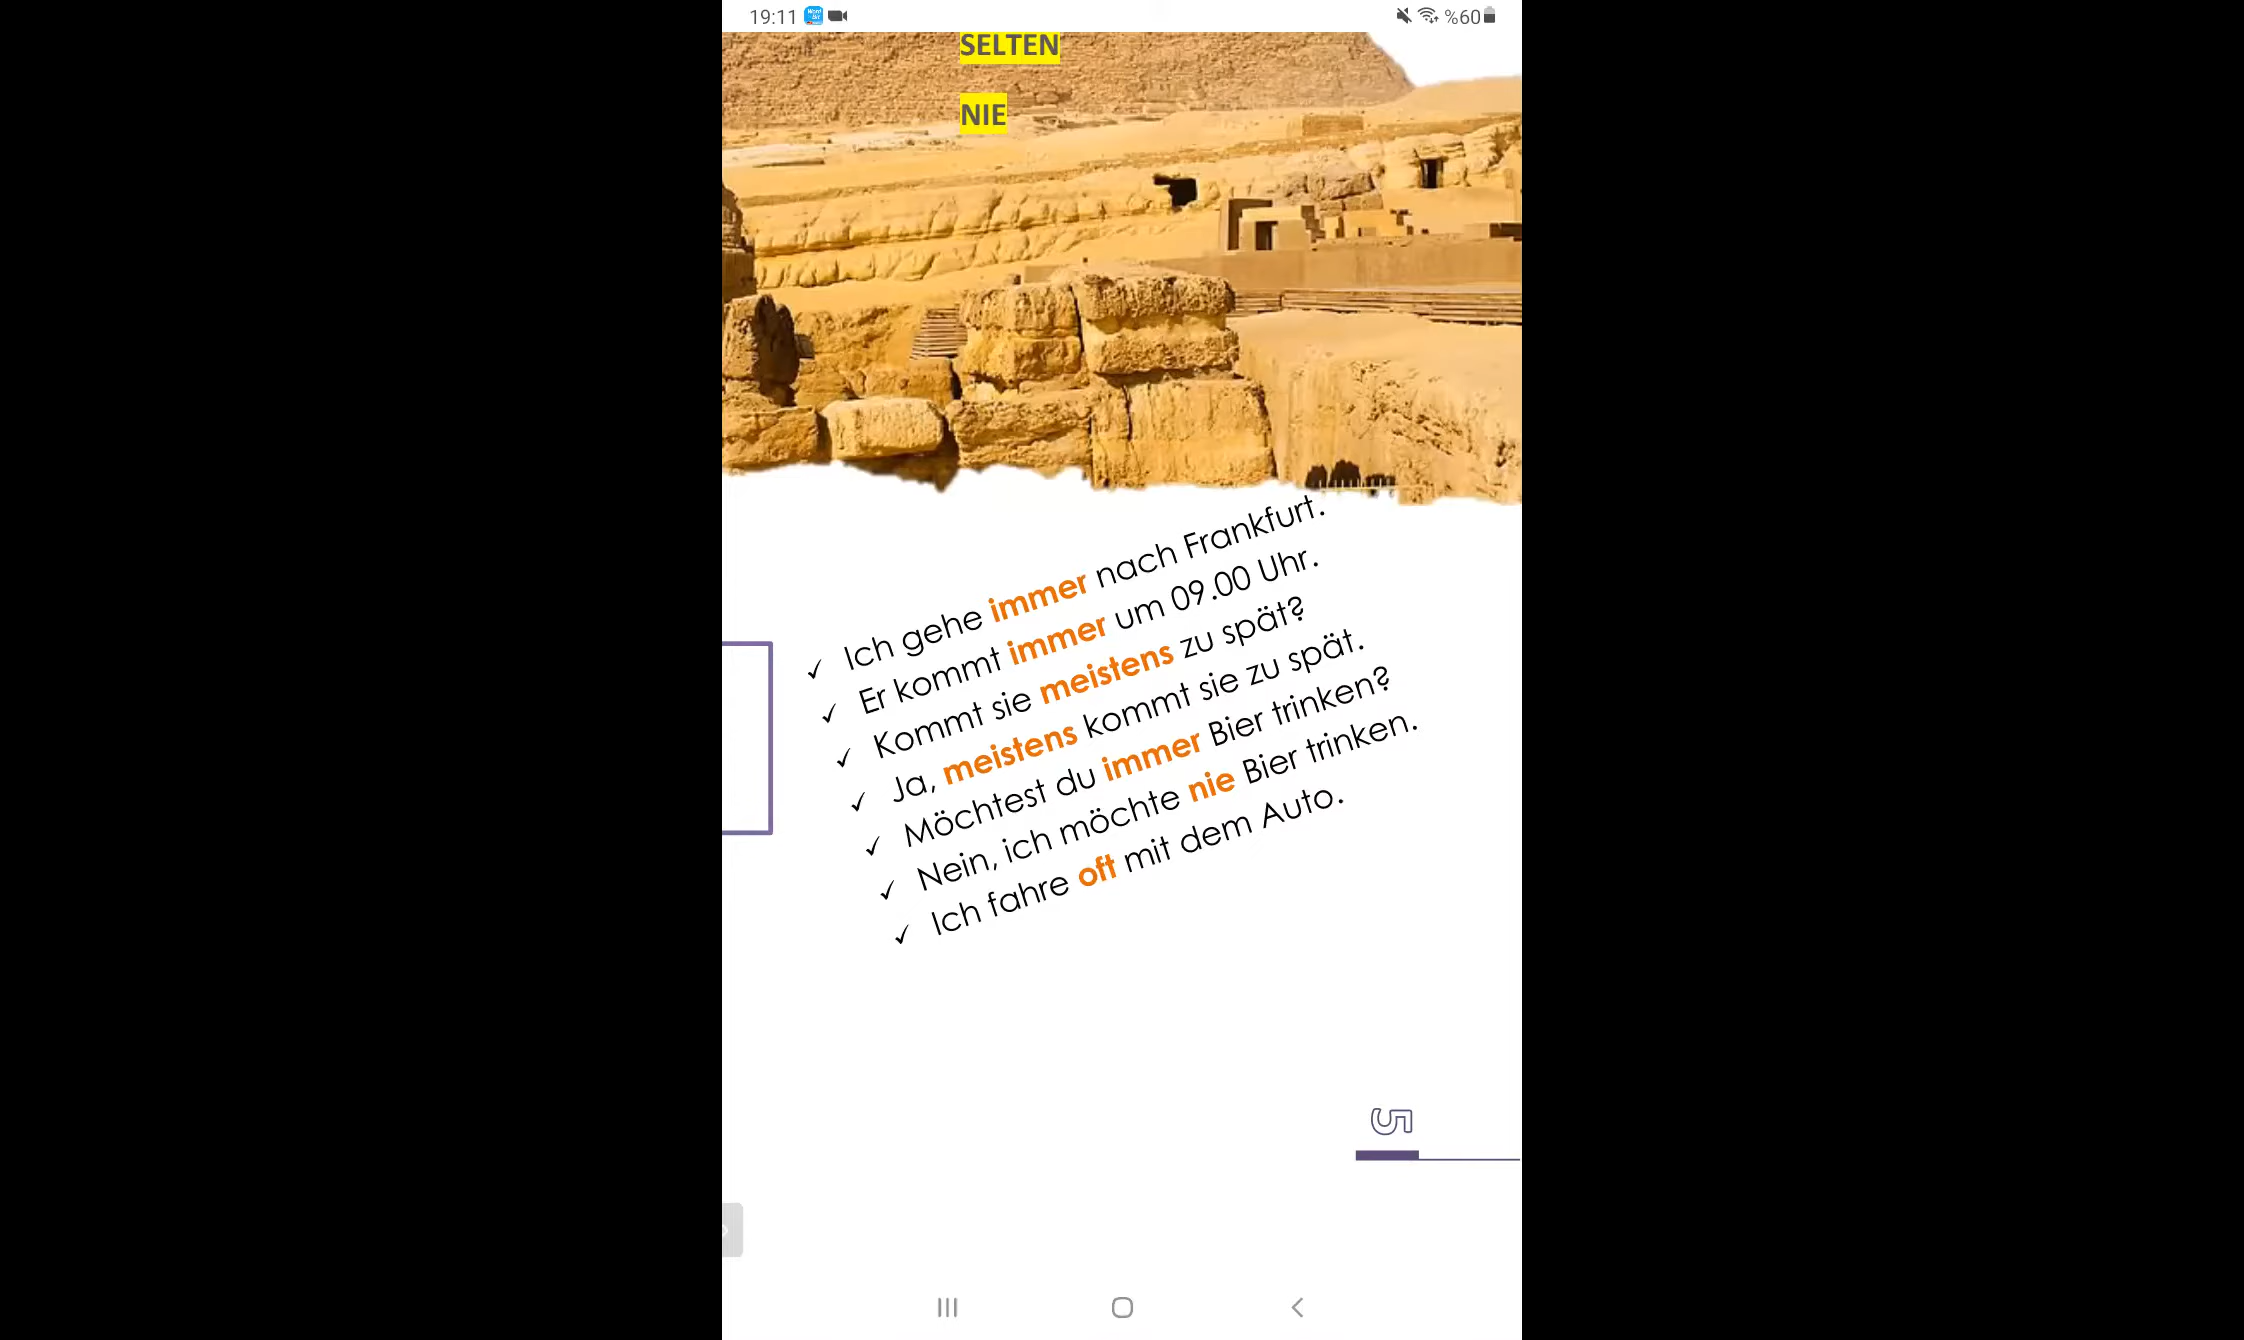 19:11
%60
SELTEN
NIE
✓ Ich gehe immer nach Frankfurt.
✓ Er kommt immer um 09.00 Uhr.
✓ Kommt sie meistens zu spät?
✓ Ja, meistens kommt sie zu spät.
✓ Möchtest du immer Bier trinken?
✓ Nein, ich möchte nie Bier trinken.
✓ Ich fahre oft mit dem Auto.
5